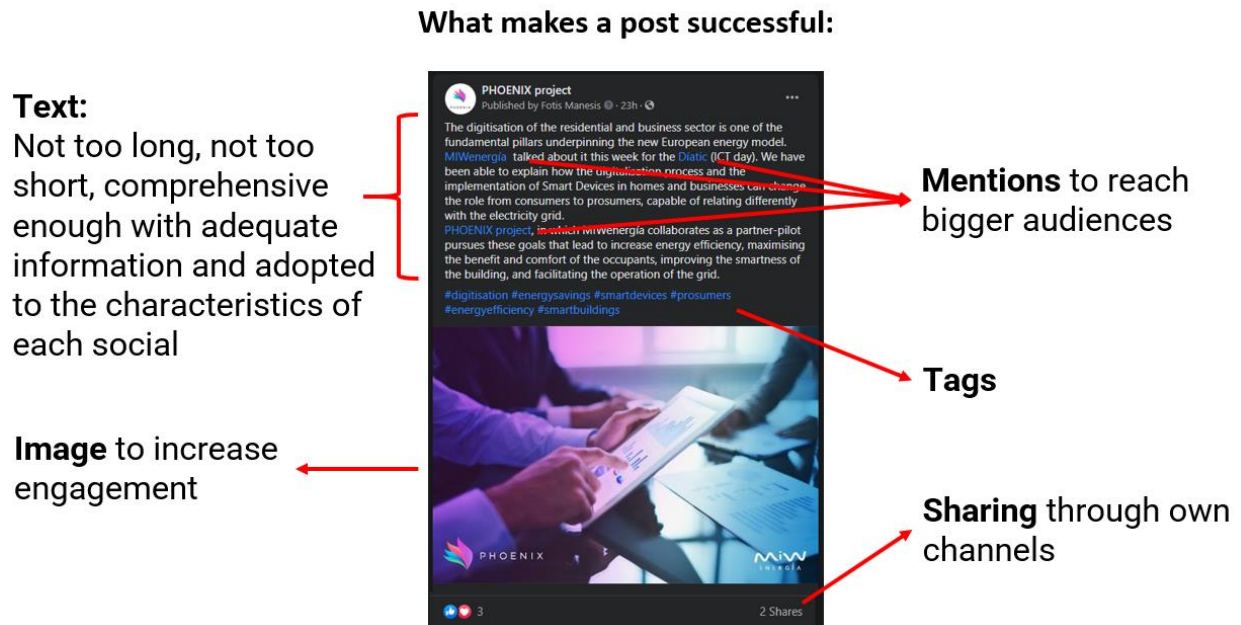 What makes a post successful:
Text:
Not too long, not too
short, comprehensive
enough with adequate
information and adopted
to the characteristics of
each social
Image to increase
engagement
PHOENIX project
Published by Fotis Manesis · 23h ·
The digitisation of the residential and business sector is one of the
fundamental pillars underpinning the new European energy model.
MIWenergía talked about it this week for the Díatic (ICT day). We have
been able to explain how the digitalisation process and the
implementation of Smart Devices in homes and businesses can change
the role from consumers to prosumers, capable of relating differently
with the electricity grid.
PHOENIX project, in which MIWenergía collaborates as a partner-pilot
pursues these goals that lead to increase energy efficiency, maximising
the benefit and comfort of the occupants, improving the smartness of
the building, and facilitating the operation of the grid.
#digitisation #energysavings #smartdevices #prosumers
#energyefficiency #smartbuildings
PHOENIX
MiW
ENERGÍA
3
2 Shares
Mentions to reach
bigger audiences
Tags
Sharing through own
channels